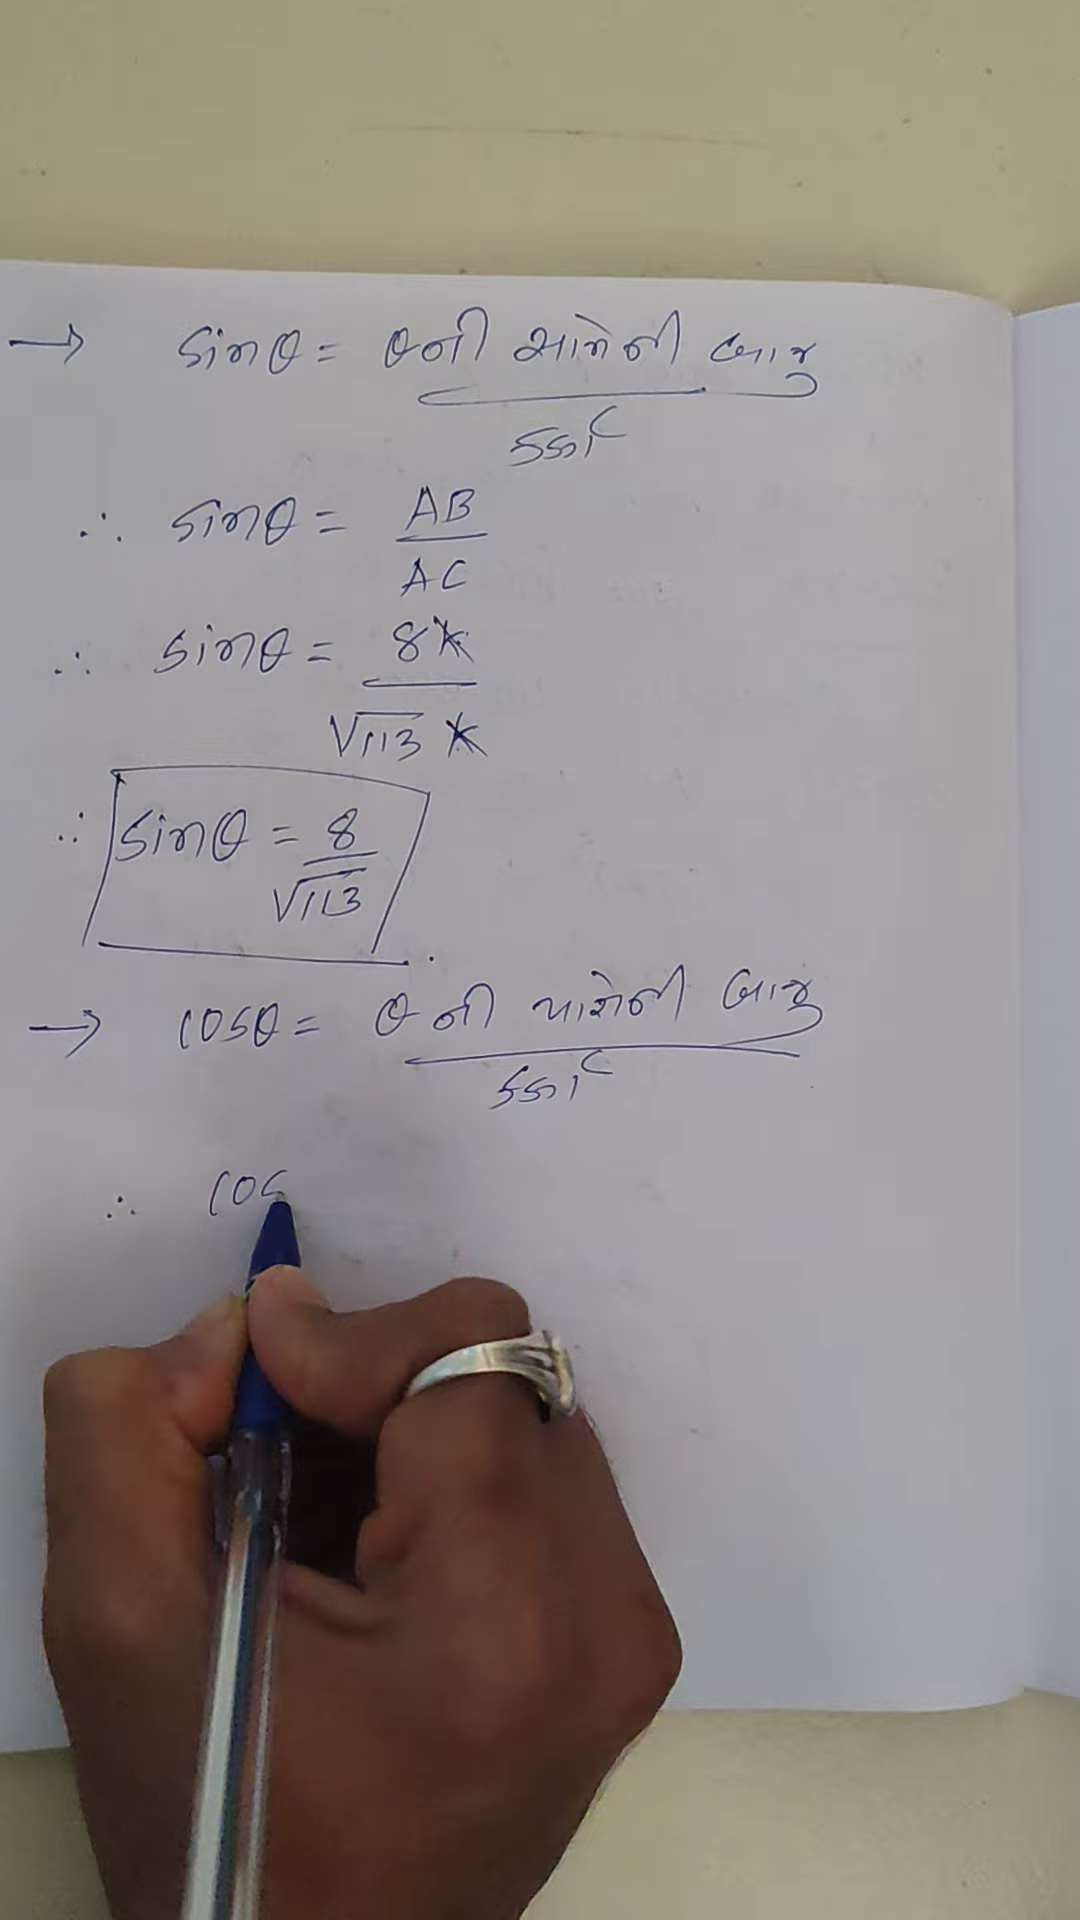 → sinθ = θની સામેની બાજુ
કર્ણ
∴ sinθ = AB
AC
∴ sinθ = 8k
√113 k
∴ sinθ = 8
√113
→ cosθ = θ ની પાસેની બાજુ
કર્ણ
∴ cos